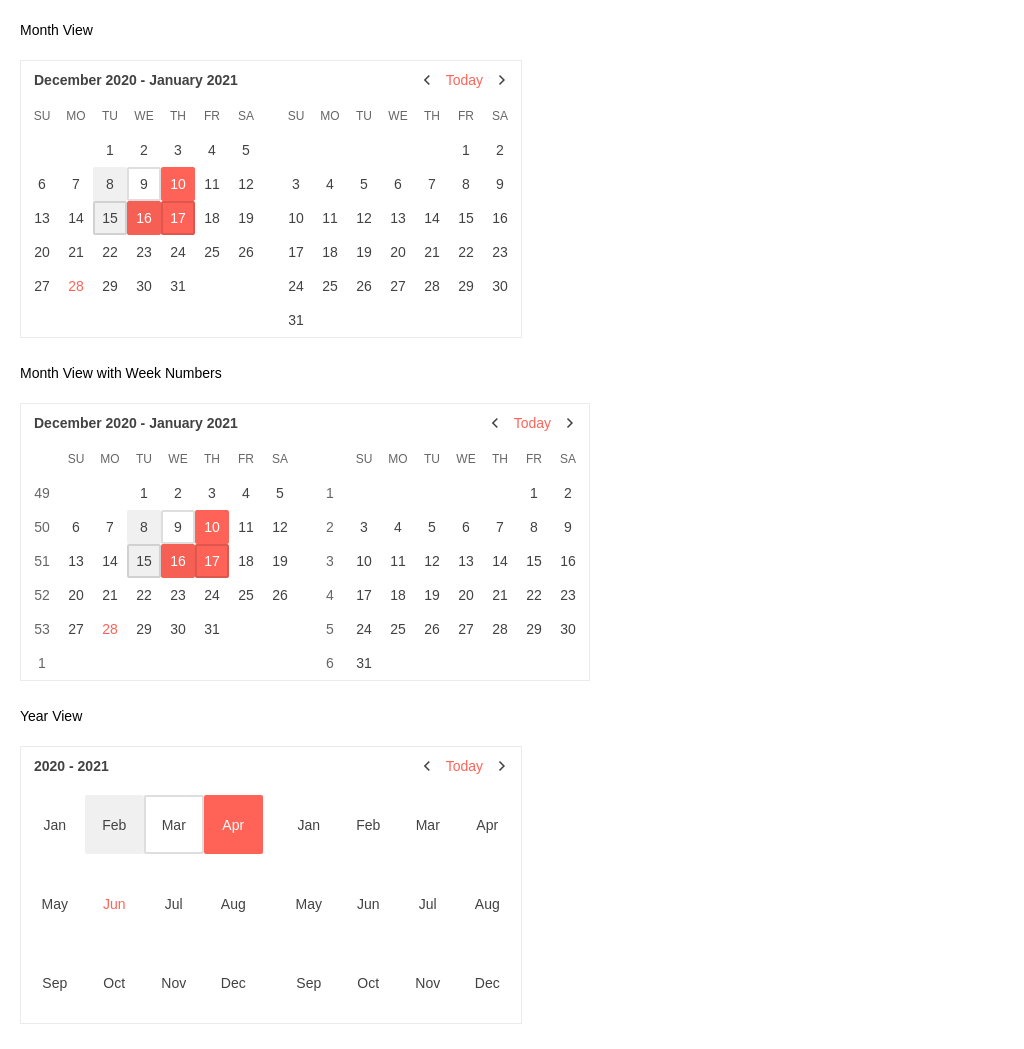 Month View
December 2020 - January 2021 Today
SU MO TU WE TH FR SA SU MO TU WE TH FR SA
1 2 3 4 5 1 2
6 7 8 9 10 11 12 3 4 5 6 7 8 9
13 14 15 16 17 18 19 10 11 12 13 14 15 16
20 21 22 23 24 25 26 17 18 19 20 21 22 23
27 28 29 30 31 24 25 26 27 28 29 30
31
Month View with Week Numbers
December 2020 - January 2021 Today
SU MO TU WE TH FR SA SU MO TU WE TH FR SA
49 1 2 3 4 5 1 1 2
50 6 7 8 9 10 11 12 2 3 4 5 6 7 8 9
51 13 14 15 16 17 18 19 3 10 11 12 13 14 15 16
52 20 21 22 23 24 25 26 4 17 18 19 20 21 22 23
53 27 28 29 30 31 5 24 25 26 27 28 29 30
1 6 31
Year View
2020 - 2021 Today
Jan Feb Mar Apr Jan Feb Mar Apr
May Jun Jul Aug May Jun Jul Aug
Sep Oct Nov Dec Sep Oct Nov Dec